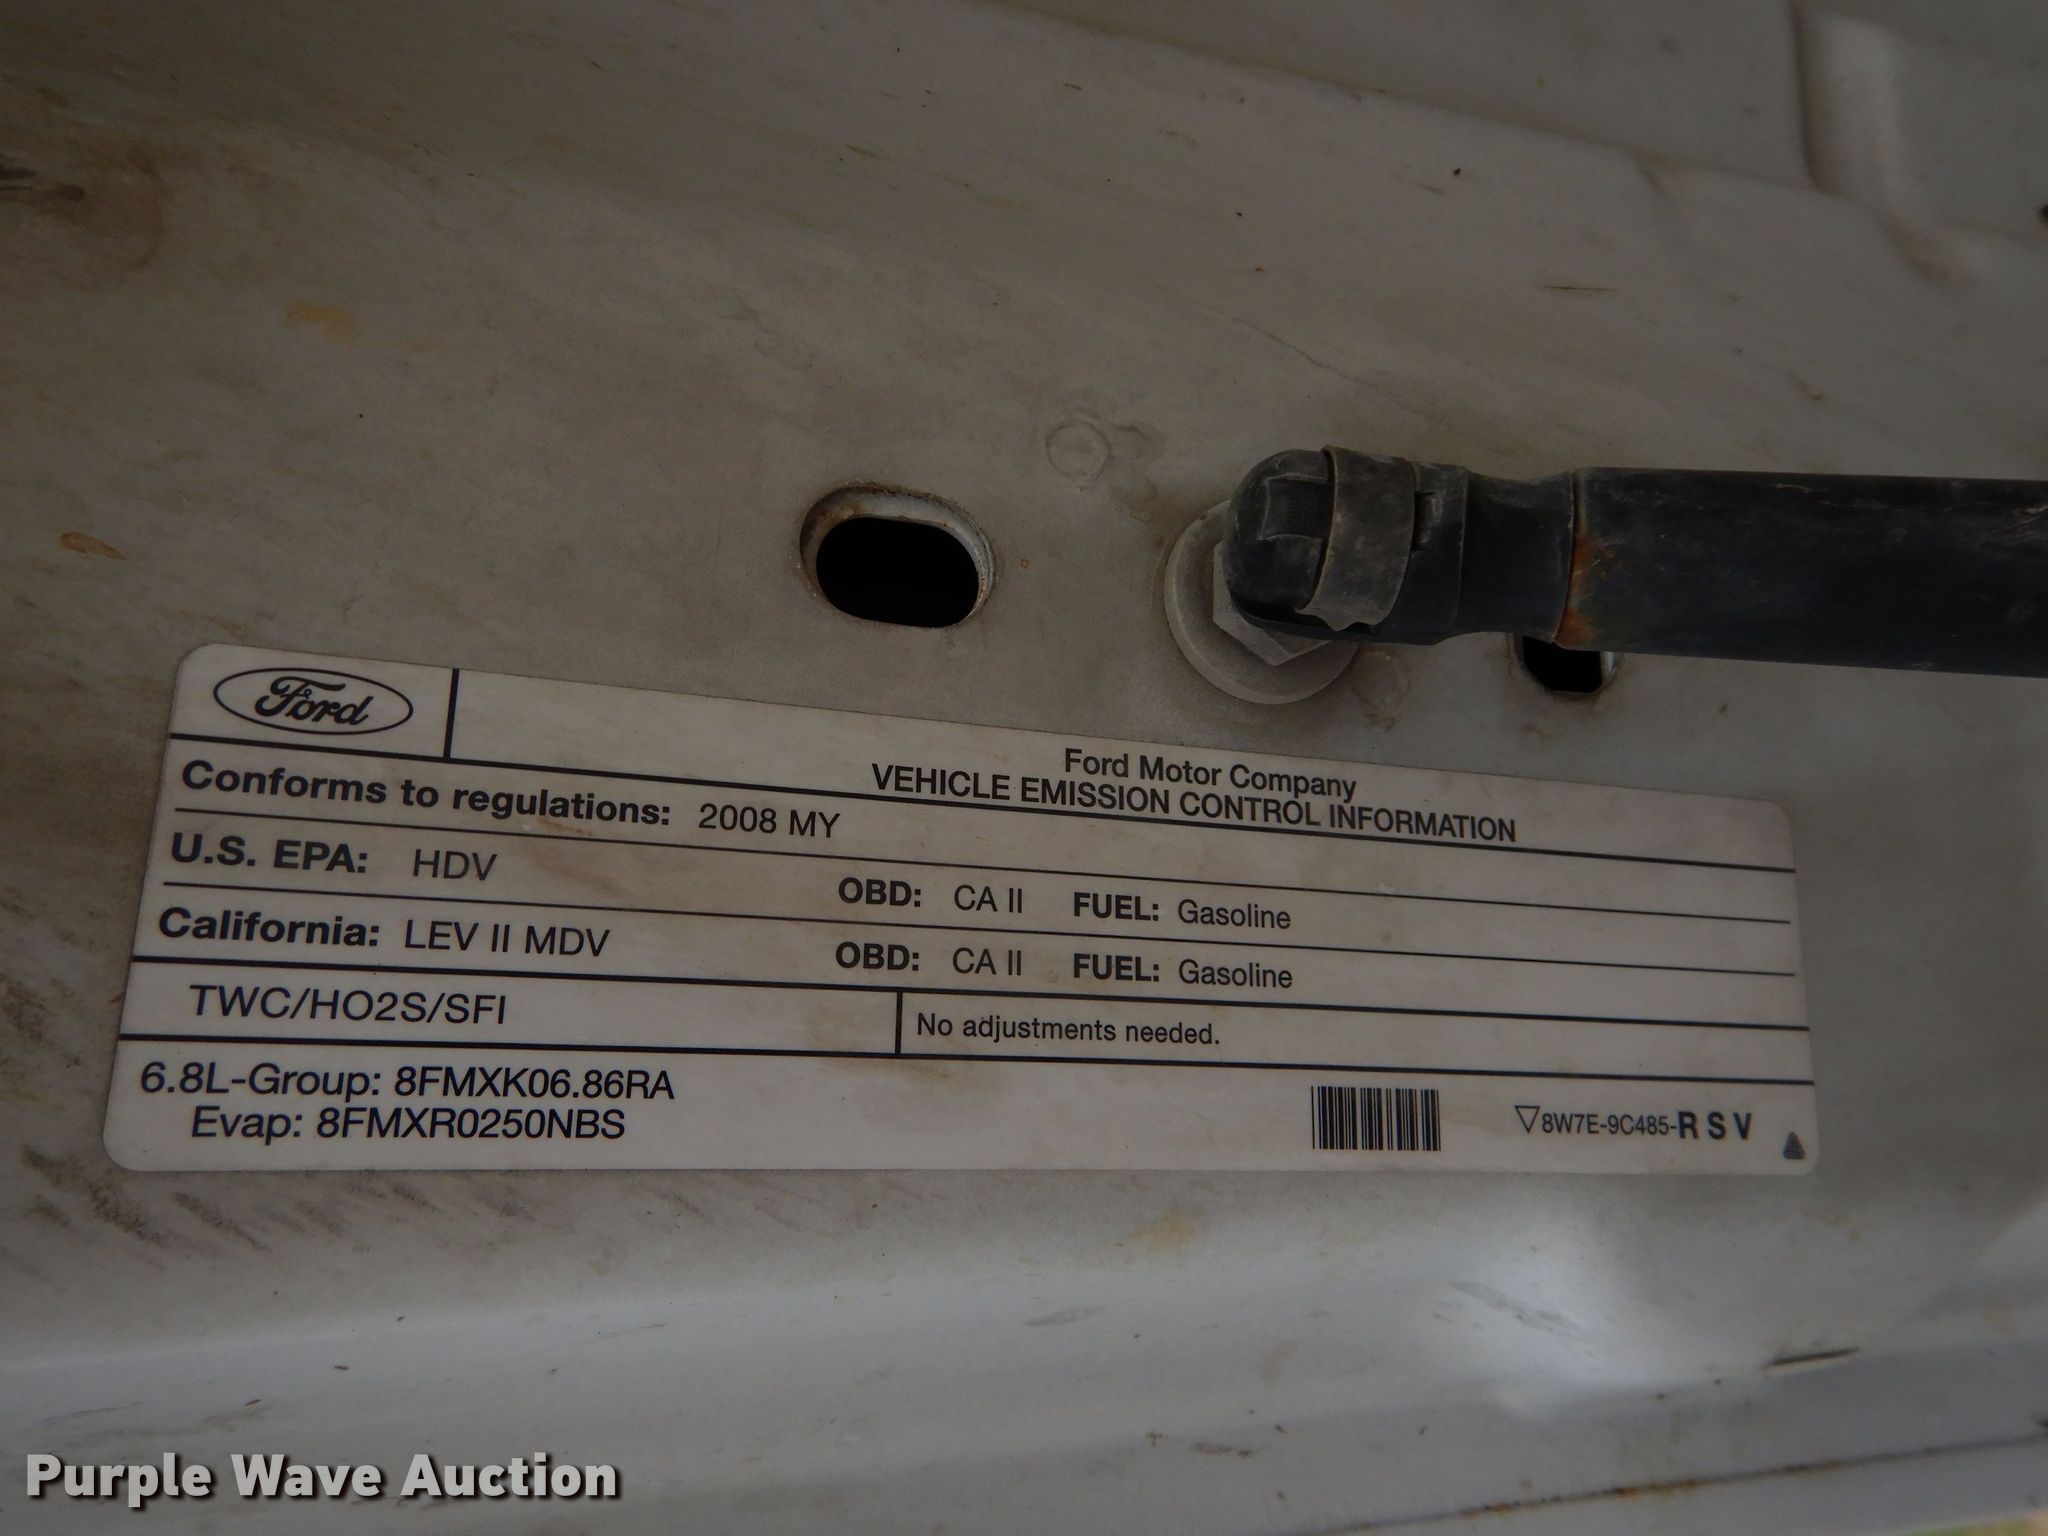 Ford
Ford Motor Company
VEHICLE EMISSION CONTROL INFORMATION
Conforms to regulations: 2008 MY
U.S. EPA: HDV OBD: CA II FUEL: Gasoline
California: LEV II MDV OBD: CA II FUEL: Gasoline
TWC/HO2S/SFI No adjustments needed.
6.8L-Group: 8FMXK06.86RA
Evap: 8FMXR0250NBS
8W7E-9C485-R S V
Purple Wave Auction